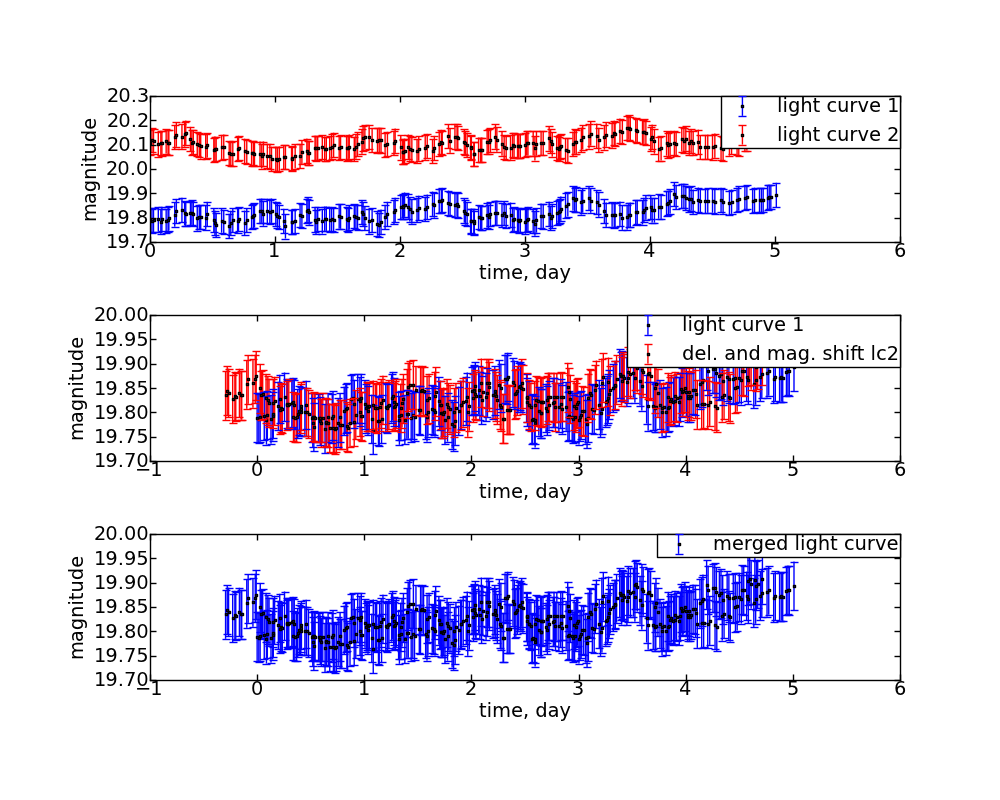 20.3
20.2
20.1
20.0
19.9
19.8
19.7
magnitude
light curve 1
light curve 2
0 1 2 3 4 5 6
time, day
20.00
19.95
19.90
19.85
19.80
19.75
19.70
magnitude
light curve 1
del. and mag. shift lc2
−1 0 1 2 3 4 5 6
time, day
20.00
19.95
19.90
19.85
19.80
19.75
19.70
magnitude
merged light curve
−1 0 1 2 3 4 5 6
time, day